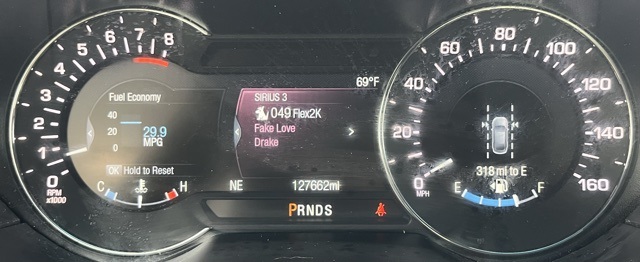 8
7
6
5
4
3
2
1
0
RPM
x1000
Fuel Economy
40
20
0
29.9
MPG
OK Hold to Reset
C H
69°F
SIRIUS 3
049 Flex2K
Fake Love
Drake
NE 127662mi
PRNDS
0
20
40
60
80
100
120
140
160
MPH
318 mi to E
E F